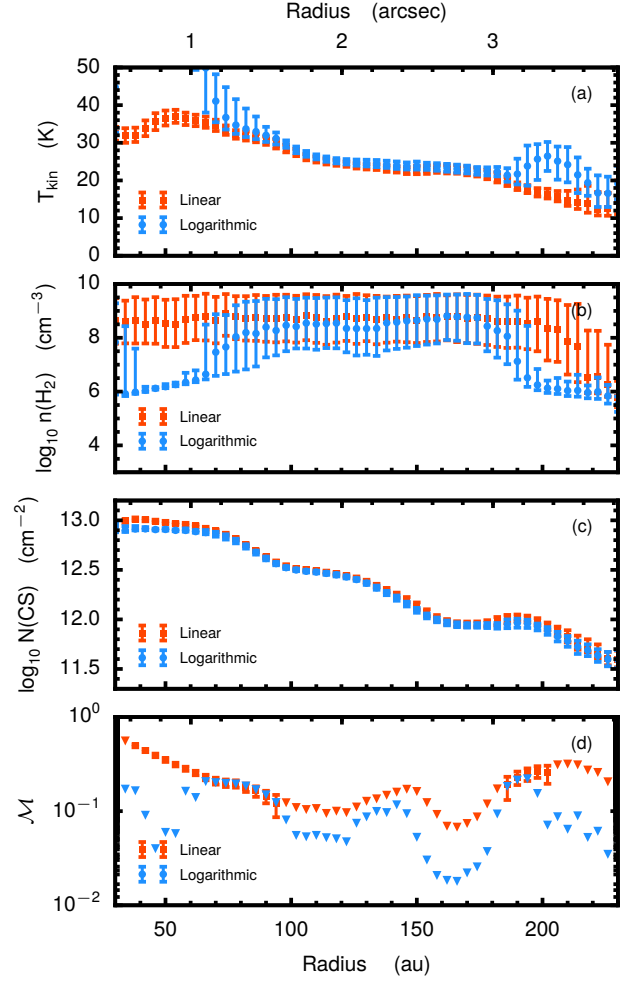 Radius (arcsec)
1 2 3
50
40
30
20
10
0
T_kin (K)
(a)
Linear
Logarithmic
10
8
6
4
log₁₀ n(H₂) (cm⁻³)
(b)
Linear
Logarithmic
13.0
12.5
12.0
11.5
log₁₀ N(CS) (cm⁻²)
(c)
Linear
Logarithmic
10⁰
10⁻¹
10⁻²
ℳ
(d)
Linear
Logarithmic
50 100 150 200
Radius (au)